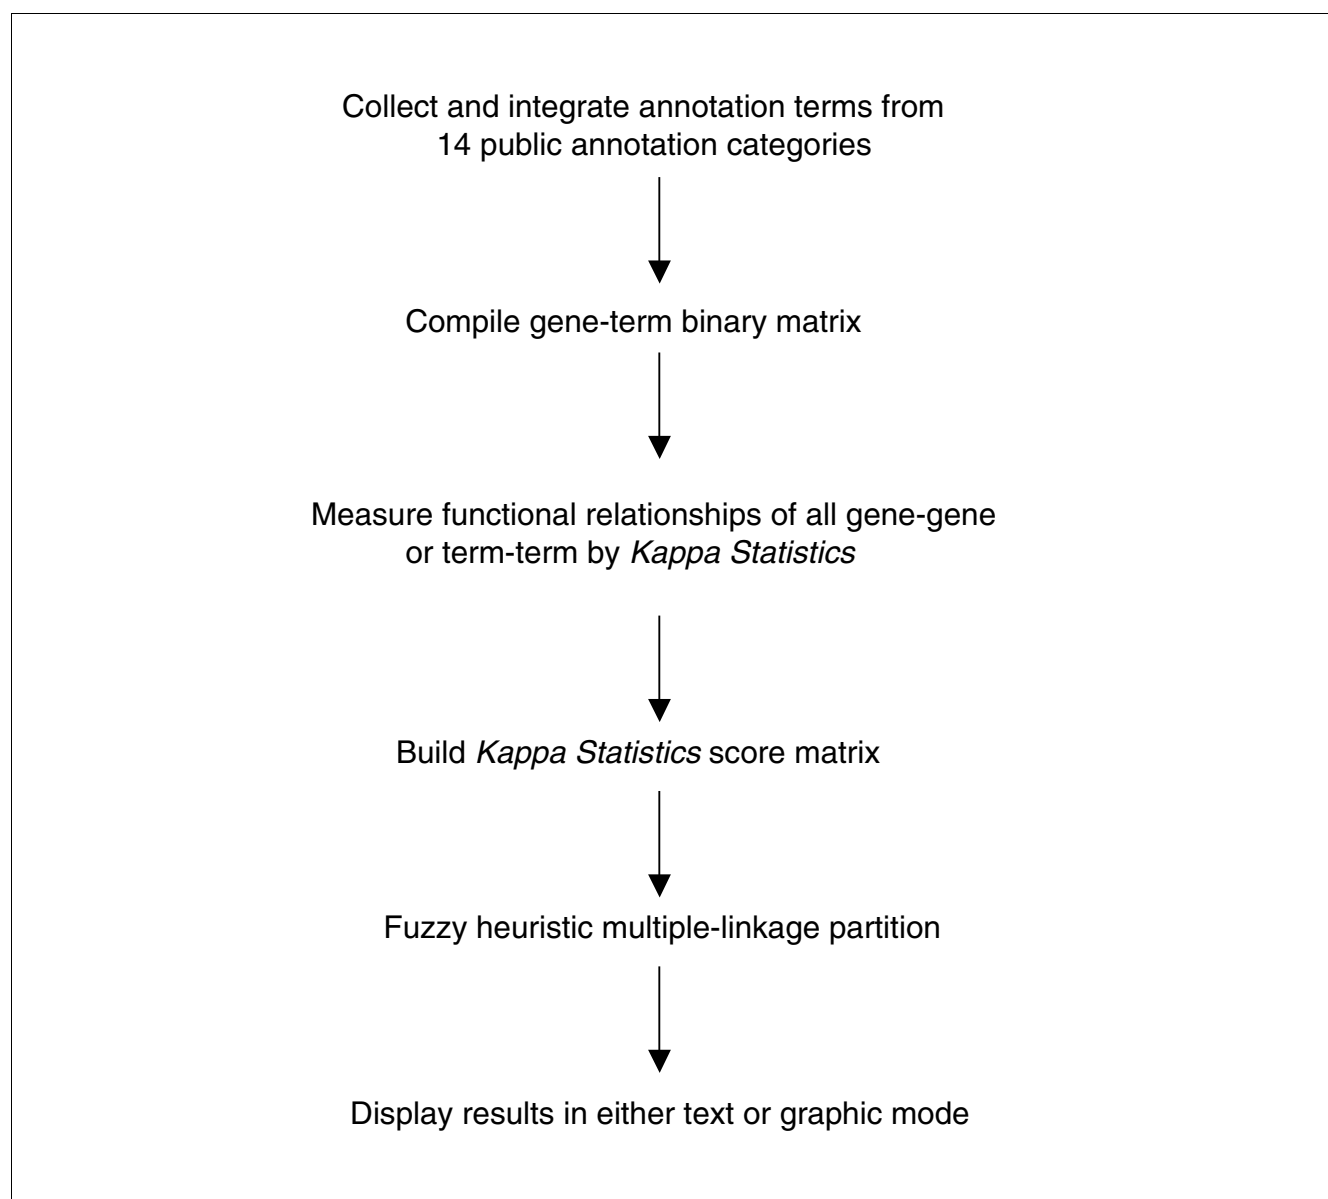 Collect and integrate annotation terms from
14 public annotation categories
Compile gene-term binary matrix
Measure functional relationships of all gene-gene
or term-term by Kappa Statistics
Build Kappa Statistics score matrix
Fuzzy heuristic multiple-linkage partition
Display results in either text or graphic mode